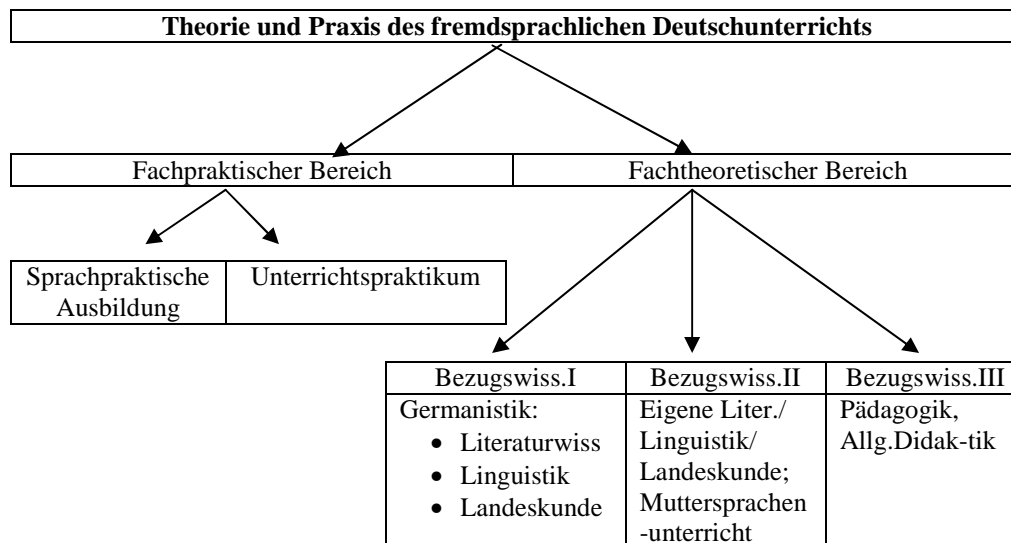 Theorie und Praxis des fremdsprachlichen Deutschunterrichts
Fachpraktischer Bereich
Fachtheoretischer Bereich
Sprachpraktische
Ausbildung
Unterrichtspraktikum
Bezugswiss.I
Germanistik:
• Literaturwiss
• Linguistik
• Landeskunde
Bezugswiss.II
Eigene Liter./
Linguistik/
Landeskunde;
Muttersprachen
-unterricht
Bezugswiss.III
Pädagogik,
Allg.Didak-tik